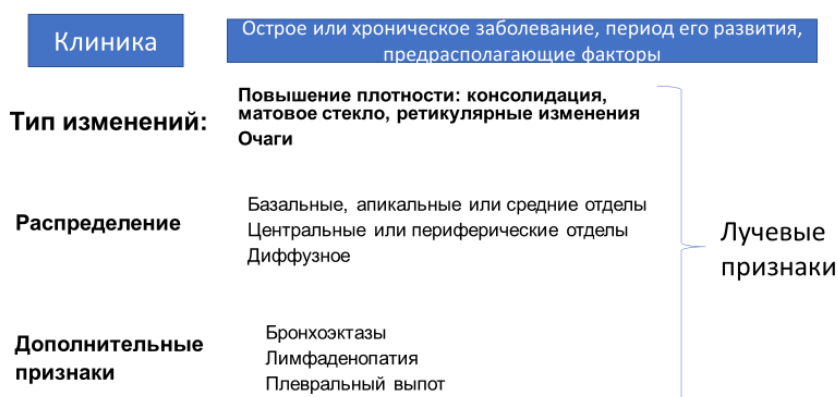 Клиника
Острое или хроническое заболевание, период его развития,
предрасполагающие факторы
Тип изменений:
Повышение плотности: консолидация,
матовое стекло, ретикулярные изменения
Очаги
Распределение
Базальные, апикальные или средние отделы
Центральные или периферические отделы
Диффузное
Лучевые
признаки
Дополнительные
признаки
Бронхоэктазы
Лимфаденопатия
Плевральный выпот